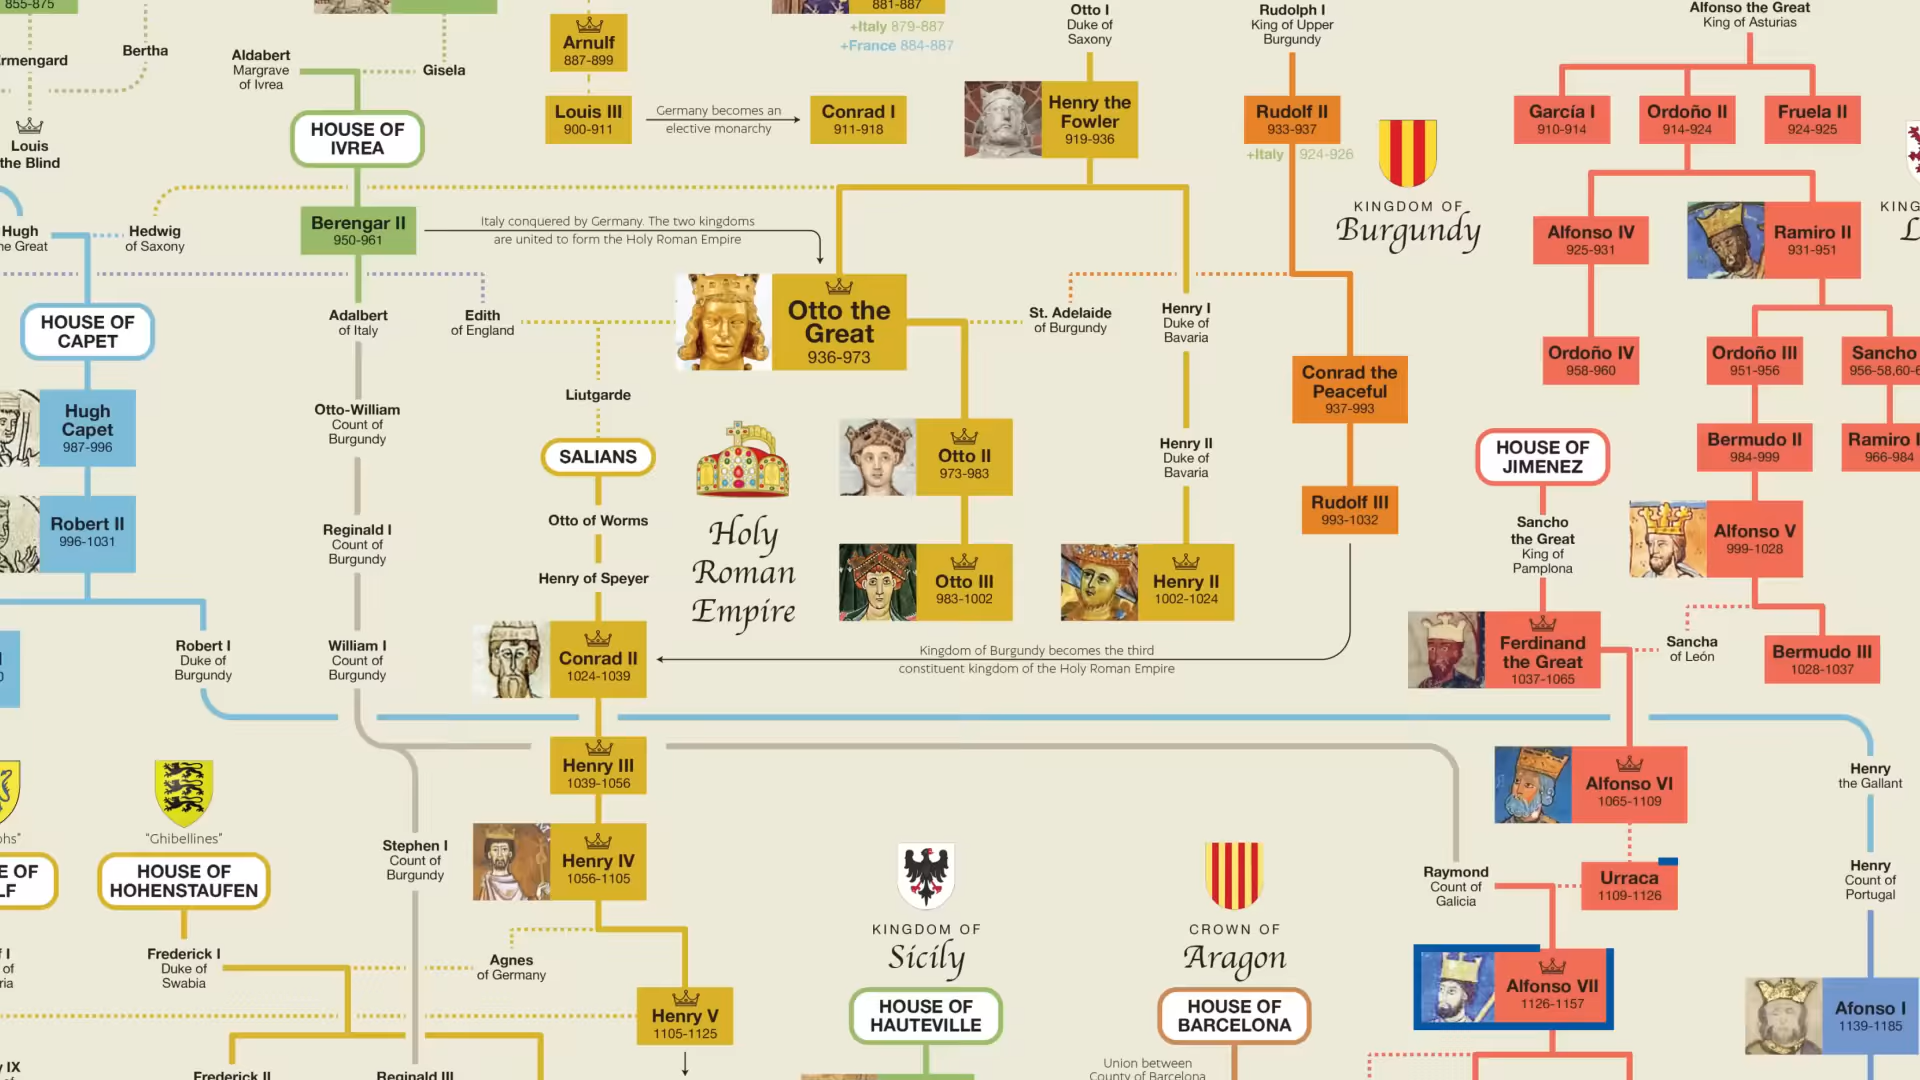 855-875
881-887
+Italy 879-887
+France 884-887
Arnulf
887-899
Otto I
Duke of
Saxony
Rudolph I
King of Upper
Burgundy
Alfonso the Great
King of Asturias
Bertha
Aldabert
Margrave
of Ivrea
Gisela
Louis
the Blind
HOUSE OF
IVREA
Louis III
900-911
Germany becomes an
elective monarchy
Conrad I
911-918
Henry the
Fowler
919-936
Rudolf II
933-937
+Italy 924-926
García I
910-914
Ordoño II
914-924
Fruela II
924-925
KINGDOM OF
Burgundy
Hugh
Hedwig
of Saxony
Berengar II
950-961
Italy conquered by Germany. The two kingdoms
are united to form the Holy Roman Empire
Alfonso IV
925-931
Ramiro II
931-951
HOUSE OF
CAPET
Adalbert
of Italy
Edith
of England
Otto the
Great
936-973
St. Adelaide
of Burgundy
Henry I
Duke of
Bavaria
Ordoño IV
958-960
Ordoño III
951-956
Sancho
956-58,60-6
Conrad the
Peaceful
937-993
Hugh
Capet
987-996
Otto-William
Count of
Burgundy
Liutgarde
SALIANS
Otto II
973-983
Henry II
Duke of
Bavaria
HOUSE OF
JIMENEZ
Bermudo II
984-999
Ramiro I
966-984
Robert II
996-1031
Reginald I
Count of
Burgundy
Otto of Worms
Holy
Roman
Empire
Rudolf III
993-1032
Sancho
the Great
King of
Pamplona
Alfonso V
999-1028
Henry of Speyer
Otto III
983-1002
Henry II
1002-1024
Robert I
Duke of
Burgundy
William I
Count of
Burgundy
Conrad II
1024-1039
Kingdom of Burgundy becomes the third
constituent kingdom of the Holy Roman Empire
Ferdinand
the Great
1037-1065
Sancha
of León
Bermudo III
1028-1037
Henry III
1039-1056
Alfonso VI
1065-1109
Henry
the Gallant
"Ghibellines"
HOUSE OF
HOHENSTAUFEN
Stephen I
Count of
Burgundy
Henry IV
1056-1105
Raymond
Count of
Galicia
Urraca
1109-1126
Henry
Count of
Portugal
KINGDOM OF
Sicily
CROWN OF
Aragon
Frederick I
Duke of
Swabia
Agnes
of Germany
Henry V
1105-1125
HOUSE OF
HAUTEVILLE
HOUSE OF
BARCELONA
Alfonso VII
1126-1157
Afonso I
1139-1185
Frederick II
Reginald III
Union between
County of Barcelona